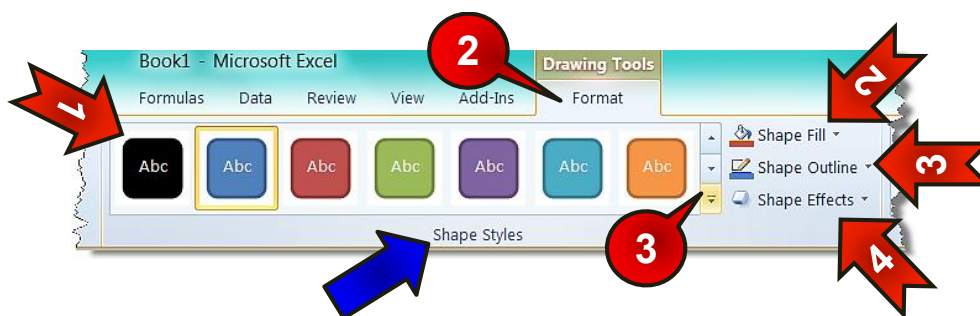 Book1 - Microsoft Excel
Drawing Tools
2
Formulas Data Review View Add-Ins Format
1
2
Abc Abc Abc Abc Abc Abc Abc
Shape Fill
Shape Outline
3
Shape Effects
Shape Styles
3
4